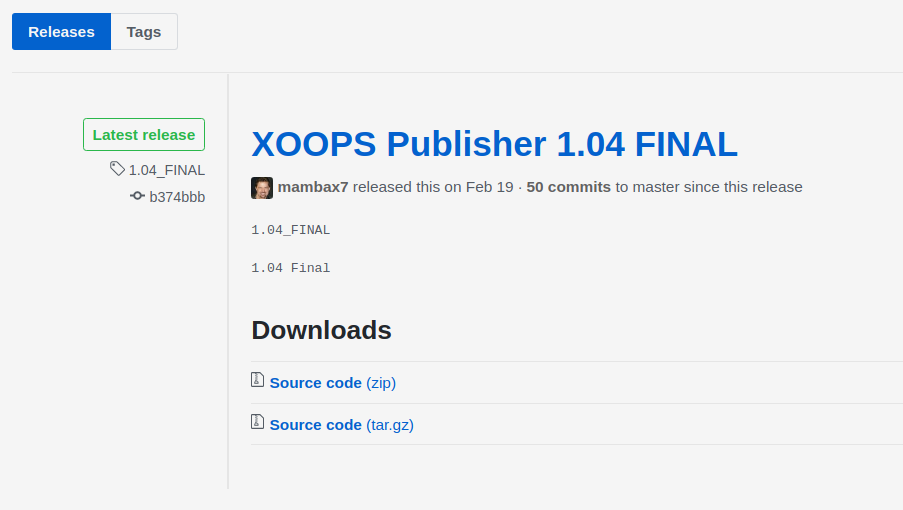 Releases Tags
Latest release
1.04_FINAL
b374bbb
XOOPS Publisher 1.04 FINAL
mambax7 released this on Feb 19 · 50 commits to master since this release
1.04_FINAL
1.04 Final
Downloads
Source code (zip)
Source code (tar.gz)